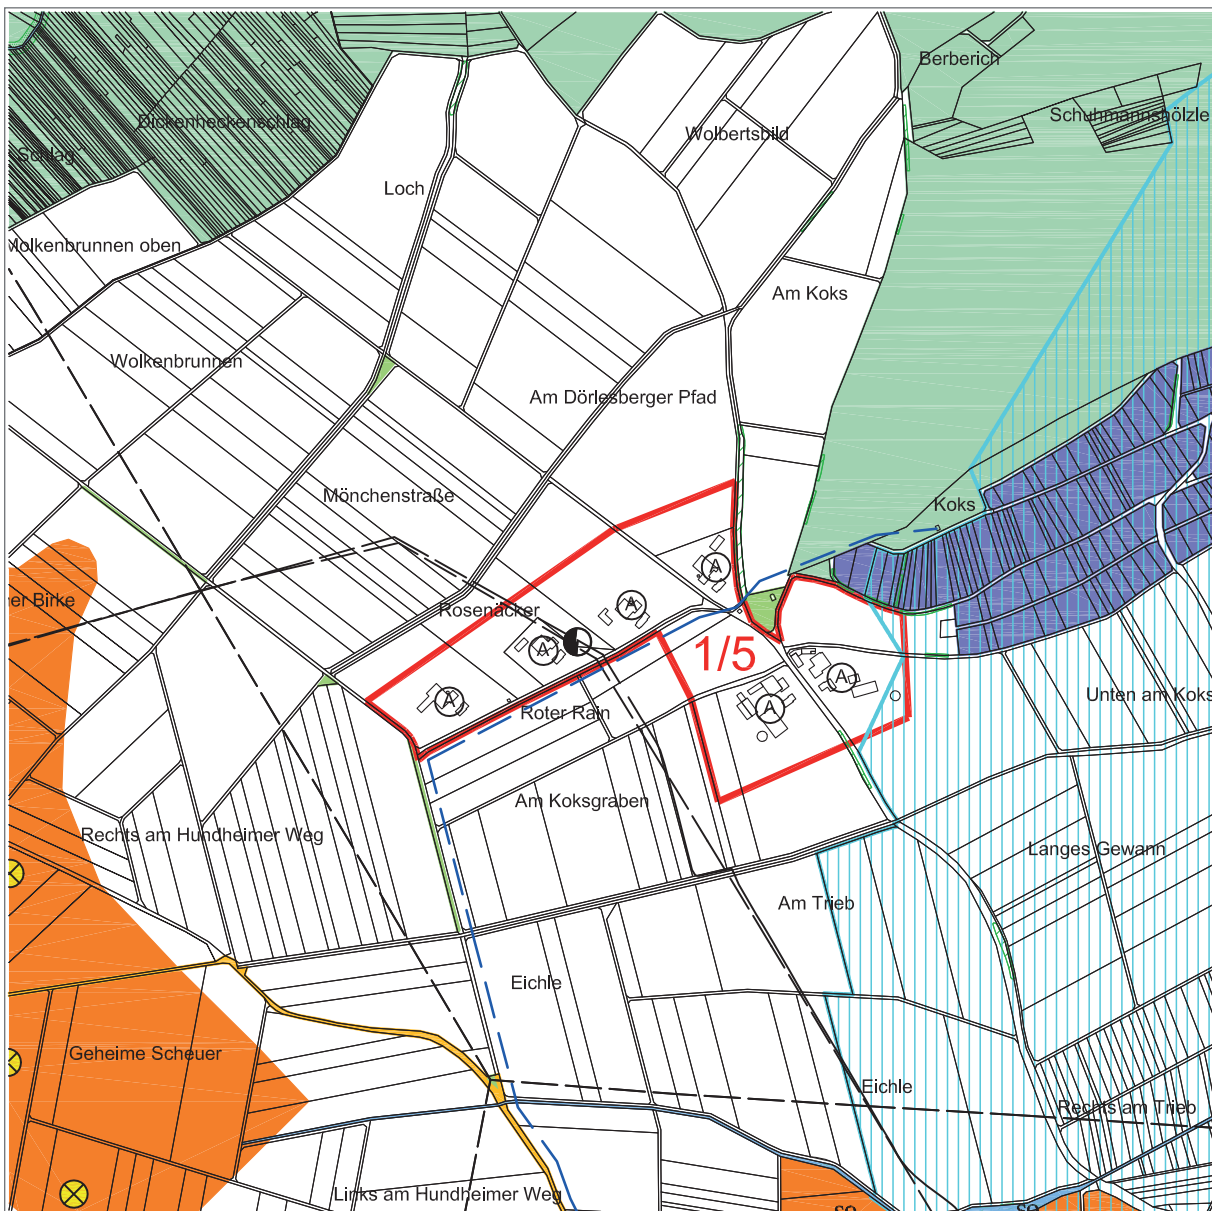 Berberich
Schuhmannshölzle
Dickenheckenschlag
Wolbertsbild
Schlag
Loch
Molkenbrunnen oben
Am Koks
Wolkenbrunnen
Am Dörlesberger Pfad
Mönchenstraße
Koks
A
er Birke
A
Rosenäcker
A
1/5
A
Unten am Koks
A
A
Roter Rain
Am Koksgraben
Rechts am Hundheimer Weg
Langes Gewann
Am Trieb
Eichle
Geheime Scheuer
Eichle
Rechts am Trieb
Links am Hundheimer Weg